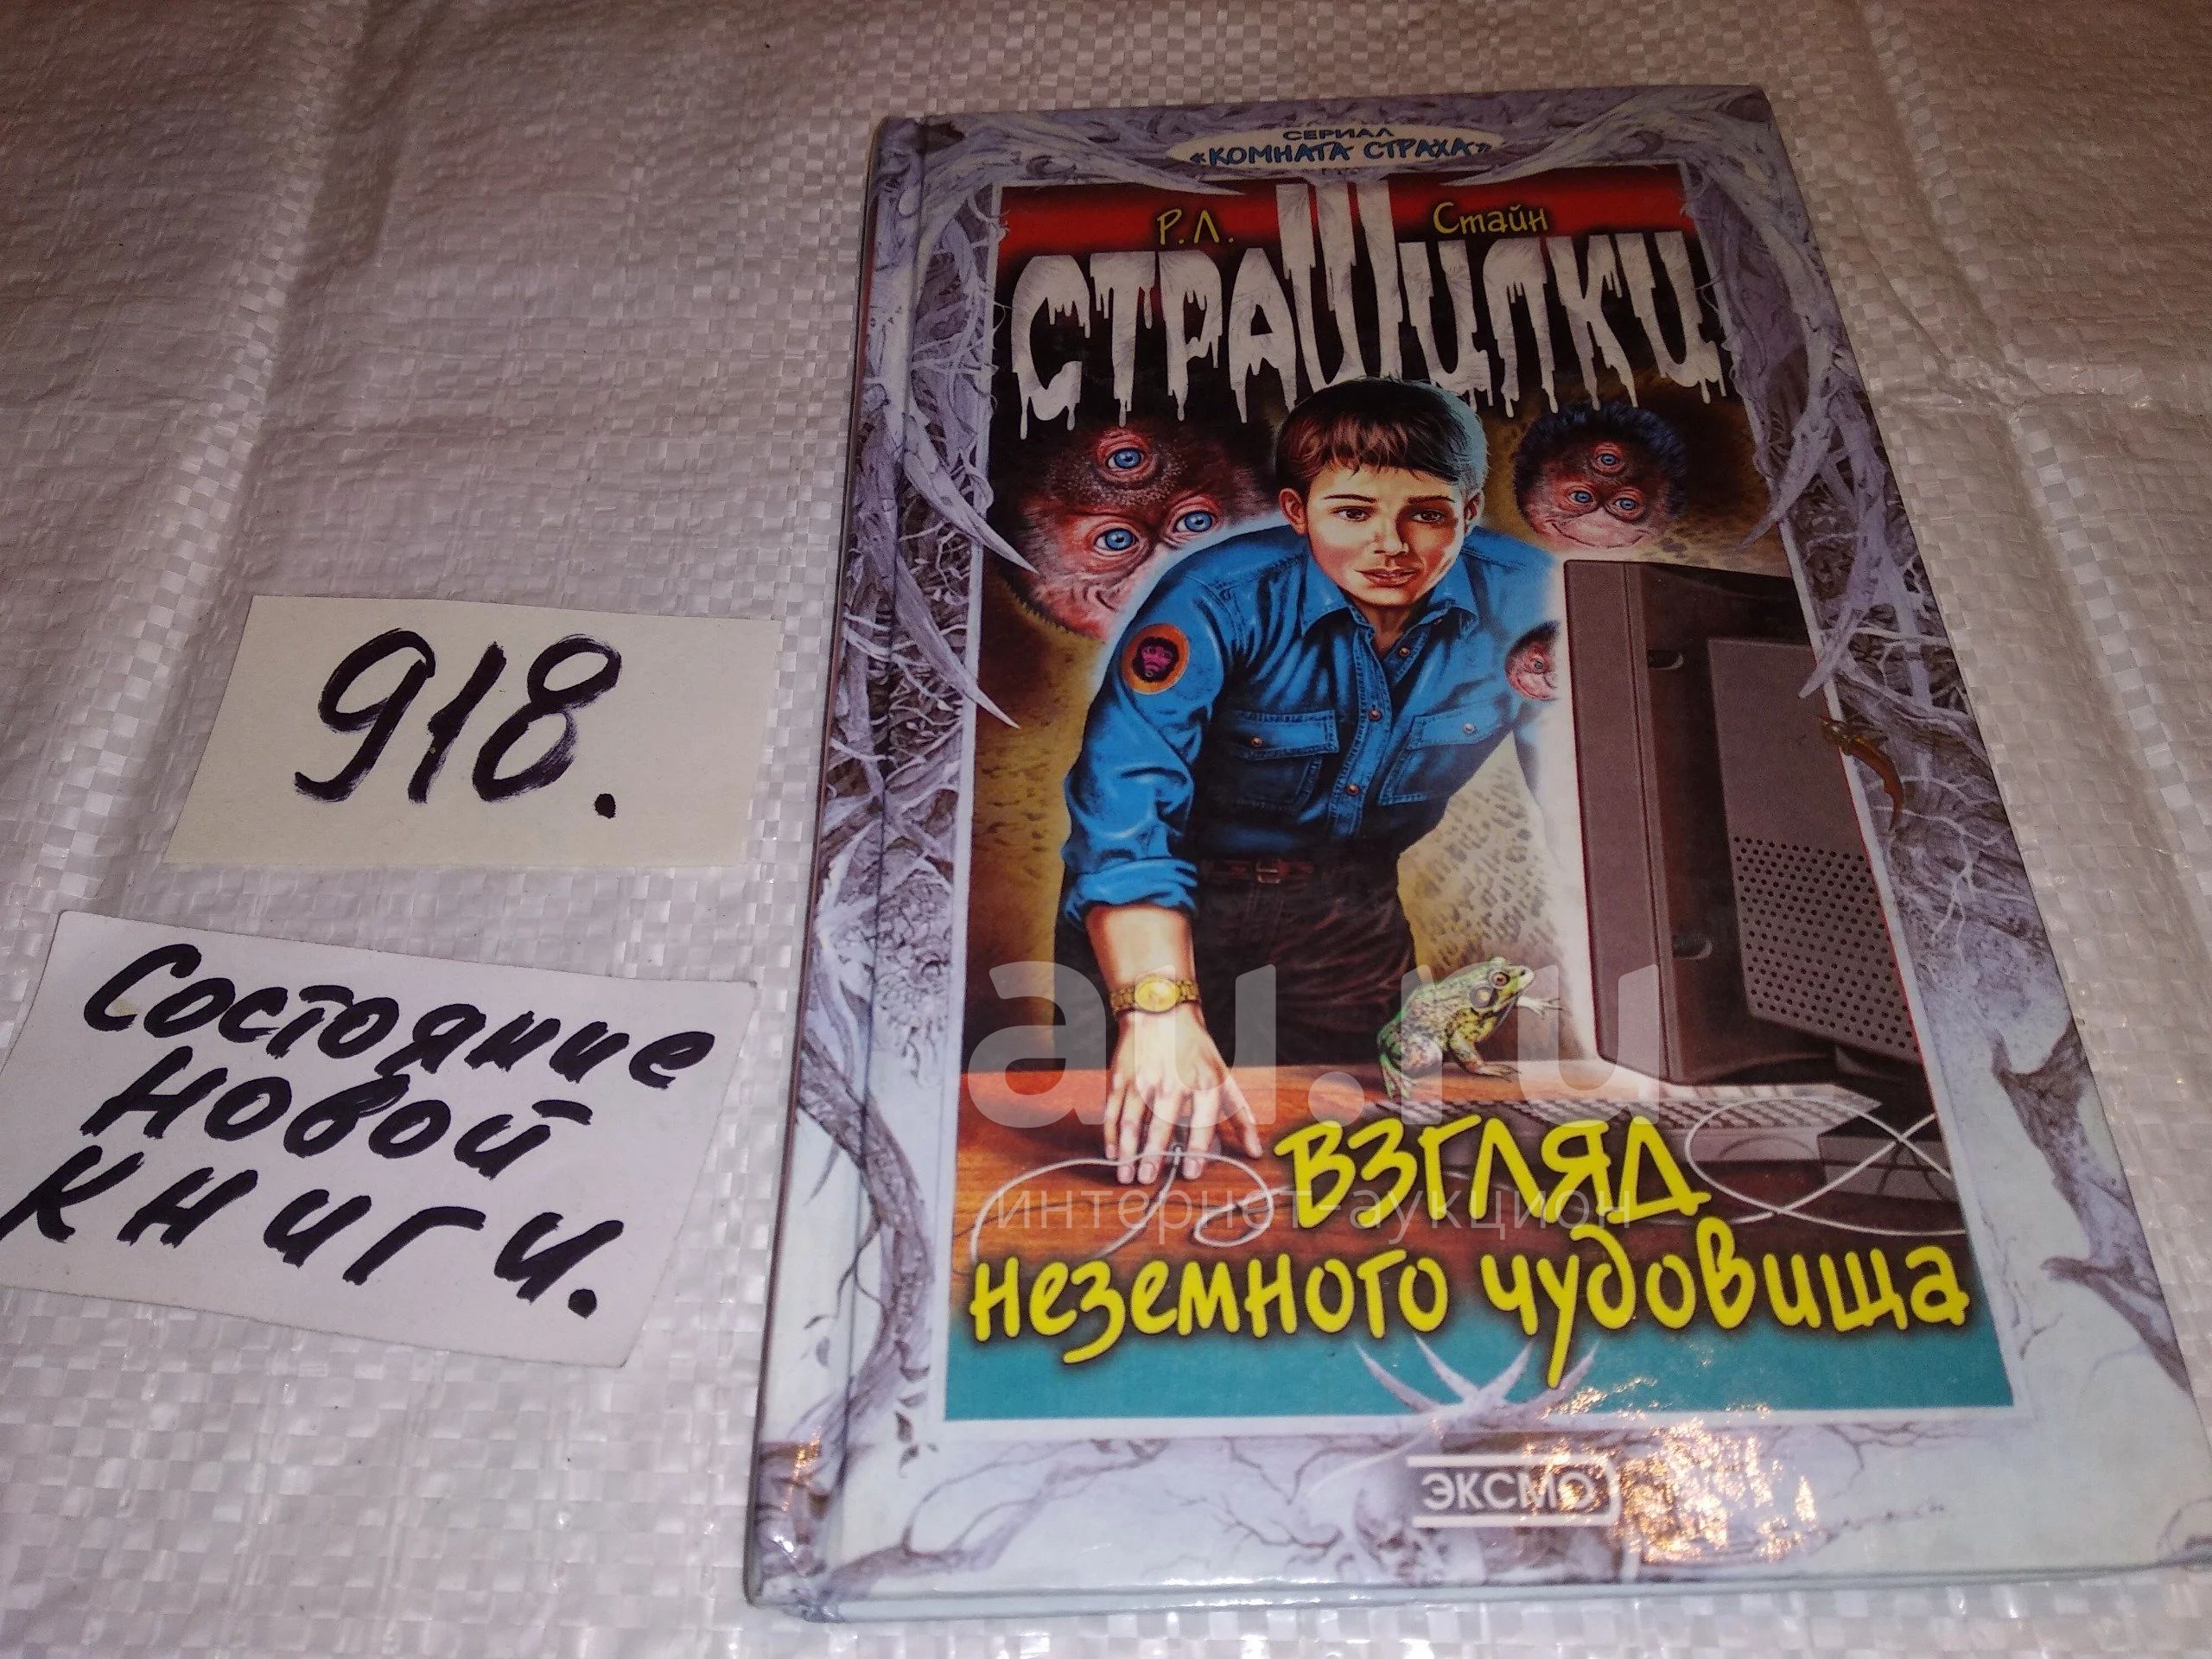 СЕРИАЛ
«КОМНАТА СТРАХА»
Р.Л. Стайн
СТРАШИЛКИ
918.
Состояние
новой
книги.
au.ru
интернет-аукцион
ВЗГЛЯД
неземного чудовища
ЭКСМО